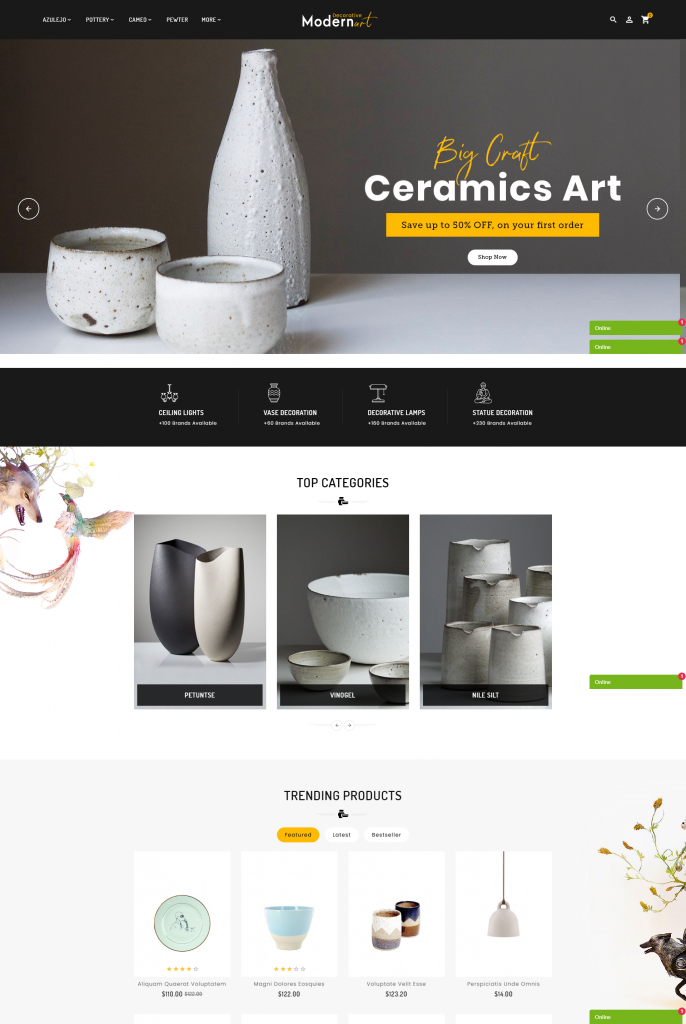 AZULEJO POTTERY CAMEO PEWTER MORE
Decorative
Modern art
0
Big Craft
Ceramics Art
Save up to 50% OFF, on your first order
Shop Now
Online 1
Online 1
CEILING LIGHTS VASE DECORATION DECORATIVE LAMPS STATUE DECORATION
+100 Brands Available +60 Brands Available +160 Brands Available +230 Brands Available
TOP CATEGORIES
PETUNTSE VINOGEL NILE SILT
Online 1
TRENDING PRODUCTS
Featured Latest Bestseller
Aliquam Quaerat Voluptatem Magni Dolores Eosquies Voluptate Velit Esse Perspiciatis Unde Omnis
$110.00 $122.00 $122.00 $123.20 $14.00
Online 1